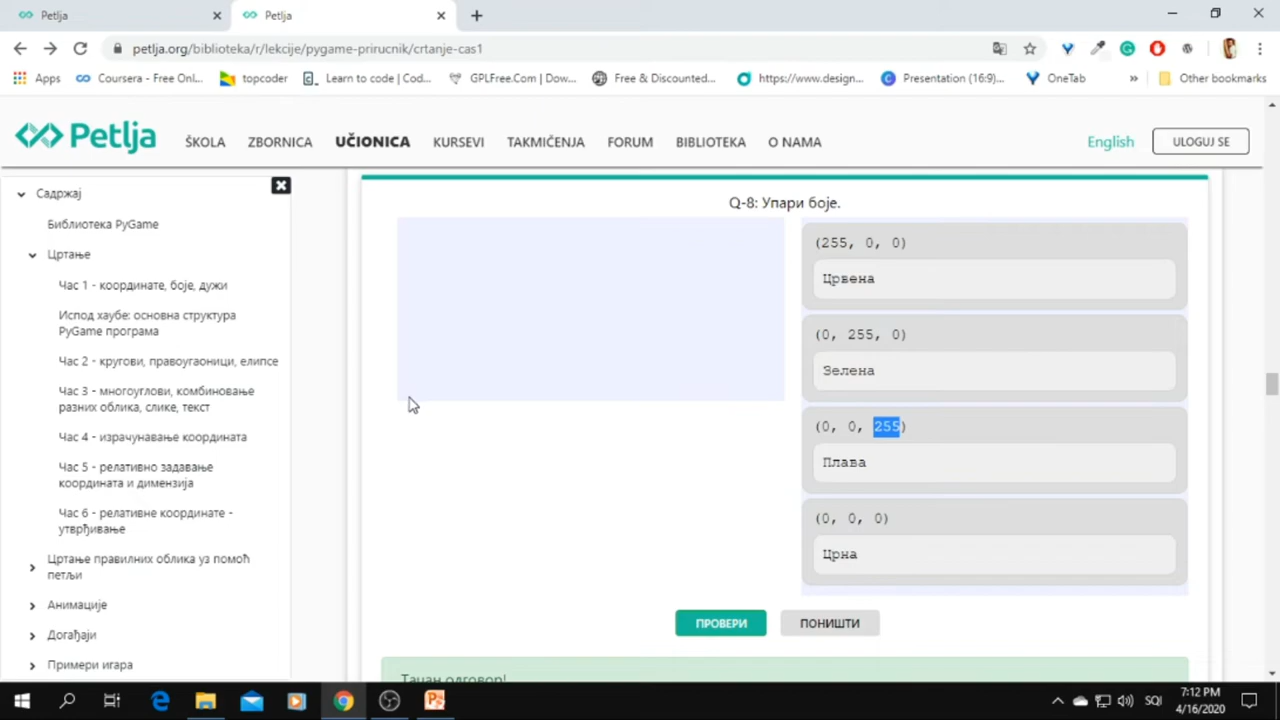 Petlja
Petlja
petlja.org/biblioteka/r/lekcije/pygame-prirucnik/crtanje-cas1
Apps
Coursera - Free Onl...
topcoder
Learn to code | Cod...
GPLFree.Com | Dow...
Free & Discounted...
https://www.design...
Presentation (16:9)...
OneTab
»
Other bookmarks
Petlja
ŠKOLA
ZBORNICA
UČIONICA
KURSEVI
TAKMIČENJA
FORUM
BIBLIOTEKA
O NAMA
English
ULOGUJ SE
Садржај
Библиотека PyGame
Цртање
Час 1 - координате, боје, дужи
Испод хаубе: основна структура
PyGame програма
Час 2 - кругови, правоугаоници, елипсе
Час 3 - многоуглови, комбиновање
разних облика, слике, текст
Час 4 - израчунавање координата
Час 5 - релативно задавање
координата и димензија
Час 6 - релативне координате -
утврђивање
Цртање правилних облика уз помоћ
петљи
Анимације
Догађаји
Примери игара
Q-8: Упари боје.
(255, 0, 0)
Црвена
(0, 255, 0)
Зелена
(0, 0, 255)
Плава
(0, 0, 0)
Црна
ПРОВЕРИ
ПОНИШТИ
Тачан одговор!
SQI
7:12 PM
4/16/2020